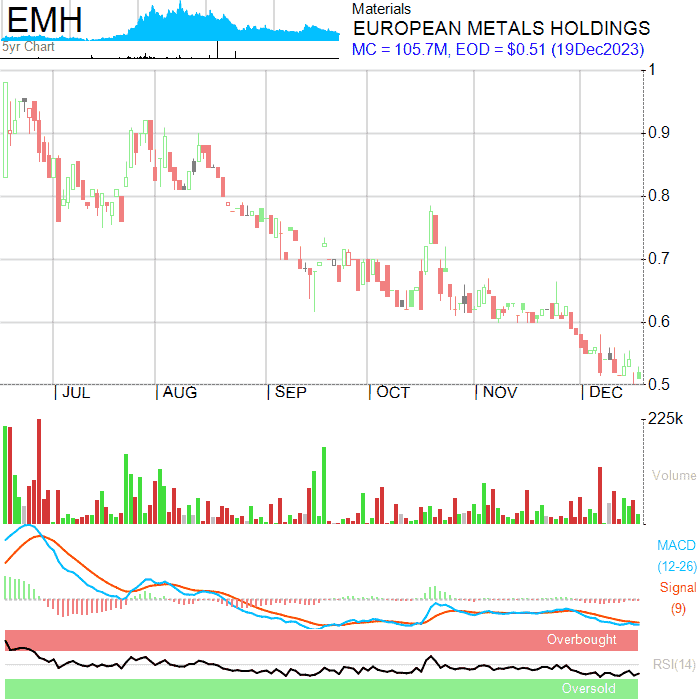 EMH
5yr Chart
Materials
EUROPEAN METALS HOLDINGS
MC = 105.7M, EOD = $0.51 (19Dec2023)
1
0.9
0.8
0.7
0.6
0.5
JUL
AUG
SEP
OCT
NOV
DEC
225k
Volume
MACD
(12-26)
Signal
(9)
Overbought
RSI(14)
Oversold